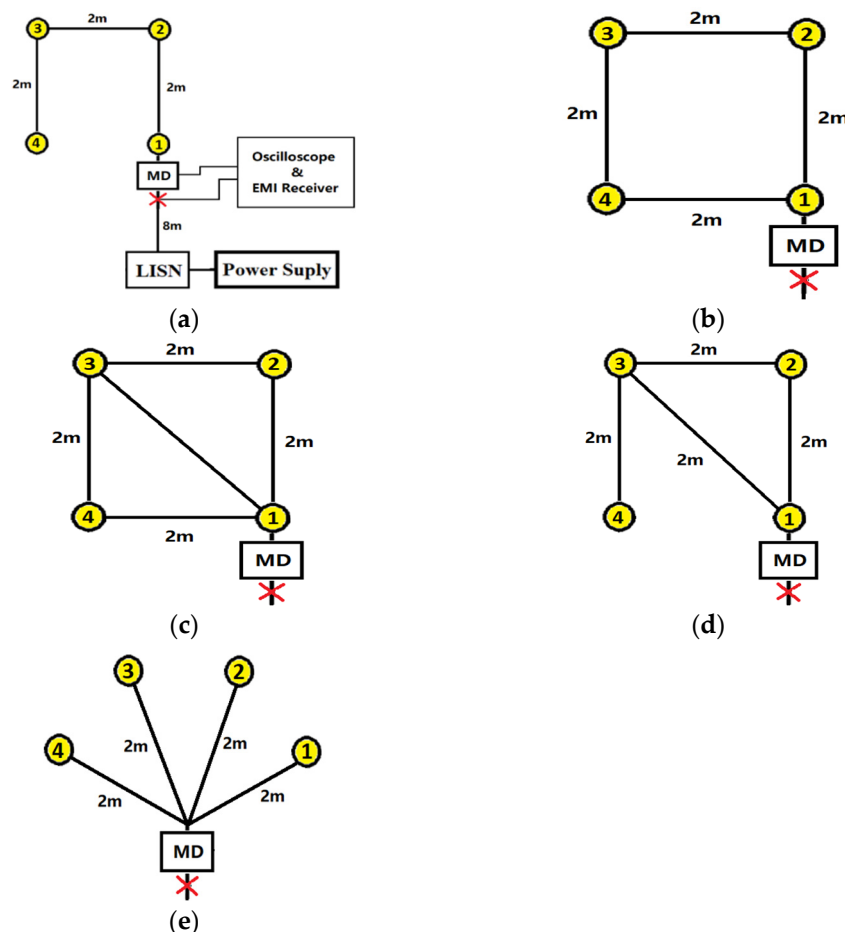 2m
3 2
2m 2m
4 1
MD
Oscilloscope
&
EMI Receiver
8m
LISN
Power Suply
(a)
2m
3 2
2m 2m
4 1
2m
MD
(b)
2m
3 2
2m 2m
4 1
2m
MD
(c)
2m
3 2
2m 2m 2m
4 1
MD
(d)
3 2
4 1
2m 2m
2m 2m
MD
(e)